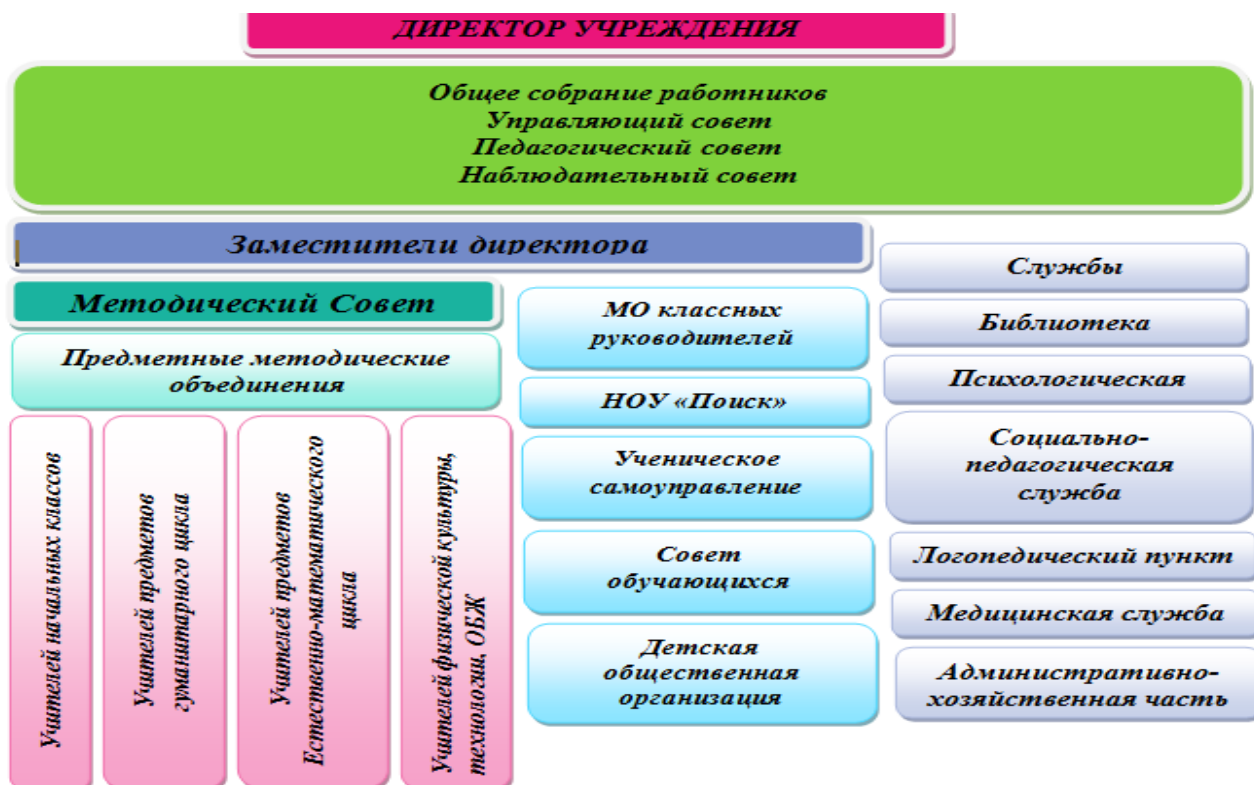 ДИРЕКТОР УЧРЕЖДЕНИЯ
Общее собрание работников
Управляющий совет
Педагогический совет
Наблюдательный совет
Заместители директора
Методический Совет
Предметные методические
объединения
Учителей начальных классов
Учителей предметов
гуманитарного цикла
Учителей предметов
Естественно-математического
цикла
Учителей физической культуры,
технологии, ОБЖ
МО классных
руководителей
НОУ «Поиск»
Ученическое
самоуправление
Совет
обучающихся
Детская
общественная
организация
Службы
Библиотека
Психологическая
Социально-
педагогическая
служба
Логопедический пункт
Медицинская служба
Административно-
хозяйственная часть